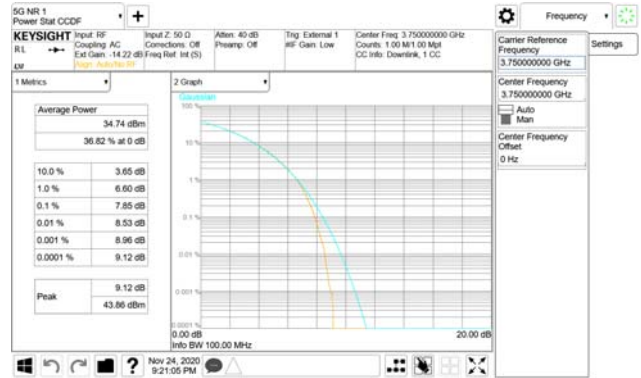 5G NR 1
Power Stat CCDF
Frequency
KEYSIGHT
RL
Input: RF
Coupling: AC
Ext Gain: -14.22 dB
Align: Auto/No RF
Input Z: 50 Ω
Corrections: Off
Freq Ref: Int (S)
Atten: 40 dB
Preamp: Off
Trig: External 1
#IF Gain: Low
Center Freq: 3.750000000 GHz
Counts: 1.00 M/1.00 Mpt
CC Info: Downlink, 1 CC
LXI
Carrier Reference
Frequency
3.750000000 GHz
Settings
Center Frequency
3.750000000 GHz
Auto
Man
Center Frequency
Offset
0 Hz
1 Metrics
Average Power
34.74 dBm
36.82 % at 0 dB
10.0 % 3.65 dB
1.0 % 6.60 dB
0.1 % 7.85 dB
0.01 % 8.53 dB
0.001 % 8.96 dB
0.0001 % 9.12 dB
Peak
9.12 dB
43.86 dBm
2 Graph
Gaussian
100 %
10 %
1 %
0.1 %
0.01 %
0.001 %
0.0001 %
0.00 dB
20.00 dB
Info BW 100.00 MHz
?
Nov 24, 2020
9:21:05 PM